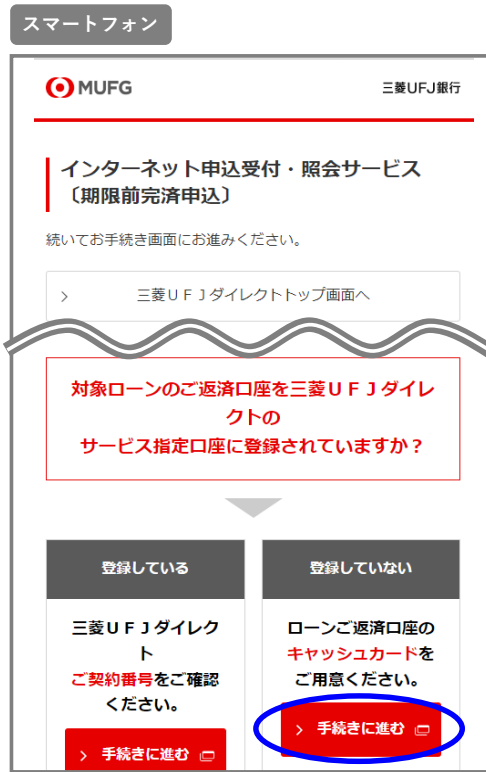 スマートフォン
MUFG
三菱UFJ銀行
インターネット申込受付・照会サービス
〔期限前完済申込〕
続いてお手続き画面にお進みください。
三菱ＵＦＪダイレクトトップ画面へ
対象ローンのご返済口座を三菱ＵＦＪダイレ
クトの
サービス指定口座に登録されていますか？
登録している
三菱ＵＦＪダイレク
ト
ご契約番号をご確認
ください。
手続きに進む
登録していない
ローンご返済口座の
キャッシュカードを
ご用意ください。
手続きに進む